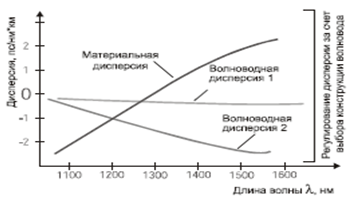 Дисперсия, пс/нм*км
2
1
0
-1
-2
Материальная
дисперсия
Волноводная
дисперсия 1
Волноводная
дисперсия 2
1100
1200
1300
1400
1500
1600
Длина волны λ, нм
Регулирование дисперсии за счет
выбора конструкции волновода